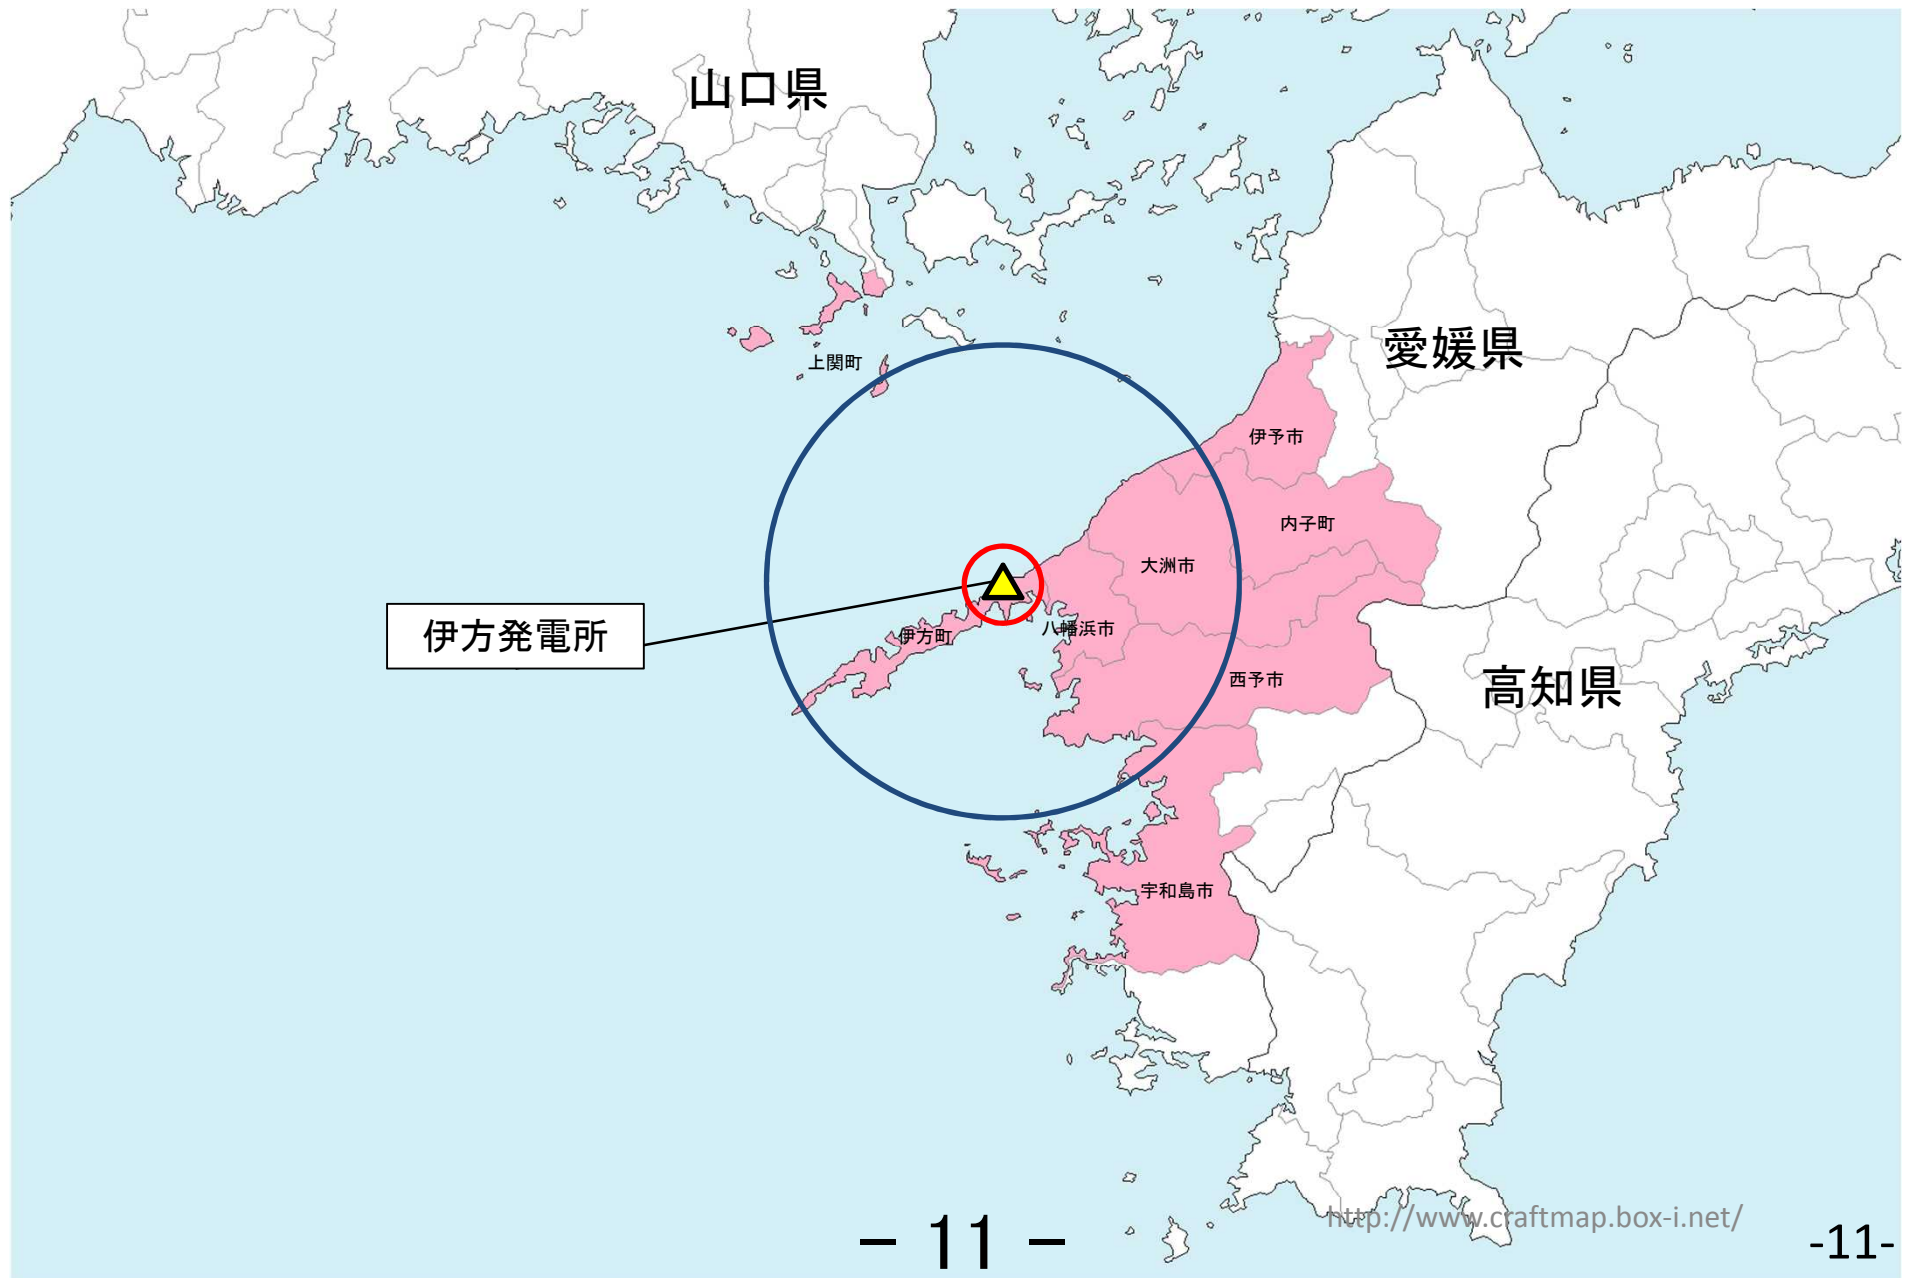 山口県
愛媛県
上関町
伊予市
内子町
大洲市
伊方発電所
伊方町
八幡浜市
西予市
高知県
宇和島市
http://www.craftmap.box-i.net/
− 11 −
-11-